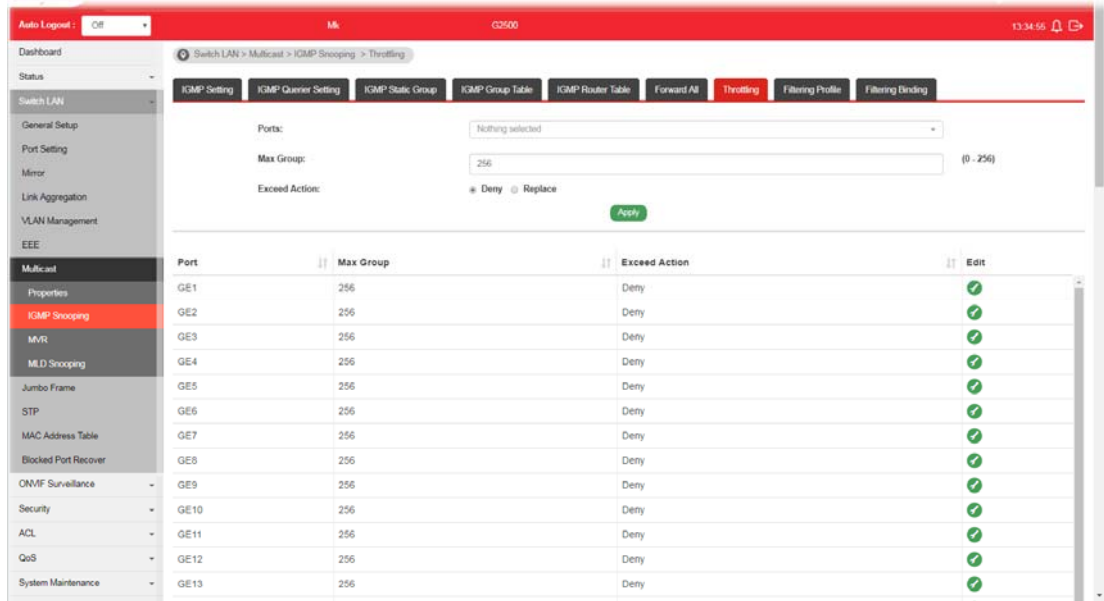 Auto Logout : Off Mk G2500 13:34:55
Dashboard
Status
Switch LAN
General Setup
Port Setting
Mirror
Link Aggregation
VLAN Management
EEE
Multicast
Properties
IGMP Snooping
MVR
MLD Snooping
Jumbo Frame
STP
MAC Address Table
Blocked Port Recover
ONVIF Surveillance
Security
ACL
QoS
System Maintenance
Switch LAN > Multicast > IGMP Snooping > Throttling
IGMP Setting IGMP Querier Setting IGMP Static Group IGMP Group Table IGMP Router Table Forward All Throttling Filtering Profile Filtering Binding
Ports: Nothing selected
Max Group: 256 (0 - 256)
Exceed Action: Deny Replace
Apply
Port Max Group Exceed Action Edit
GE1 256 Deny
GE2 256 Deny
GE3 256 Deny
GE4 256 Deny
GE5 256 Deny
GE6 256 Deny
GE7 256 Deny
GE8 256 Deny
GE9 256 Deny
GE10 256 Deny
GE11 256 Deny
GE12 256 Deny
GE13 256 Deny